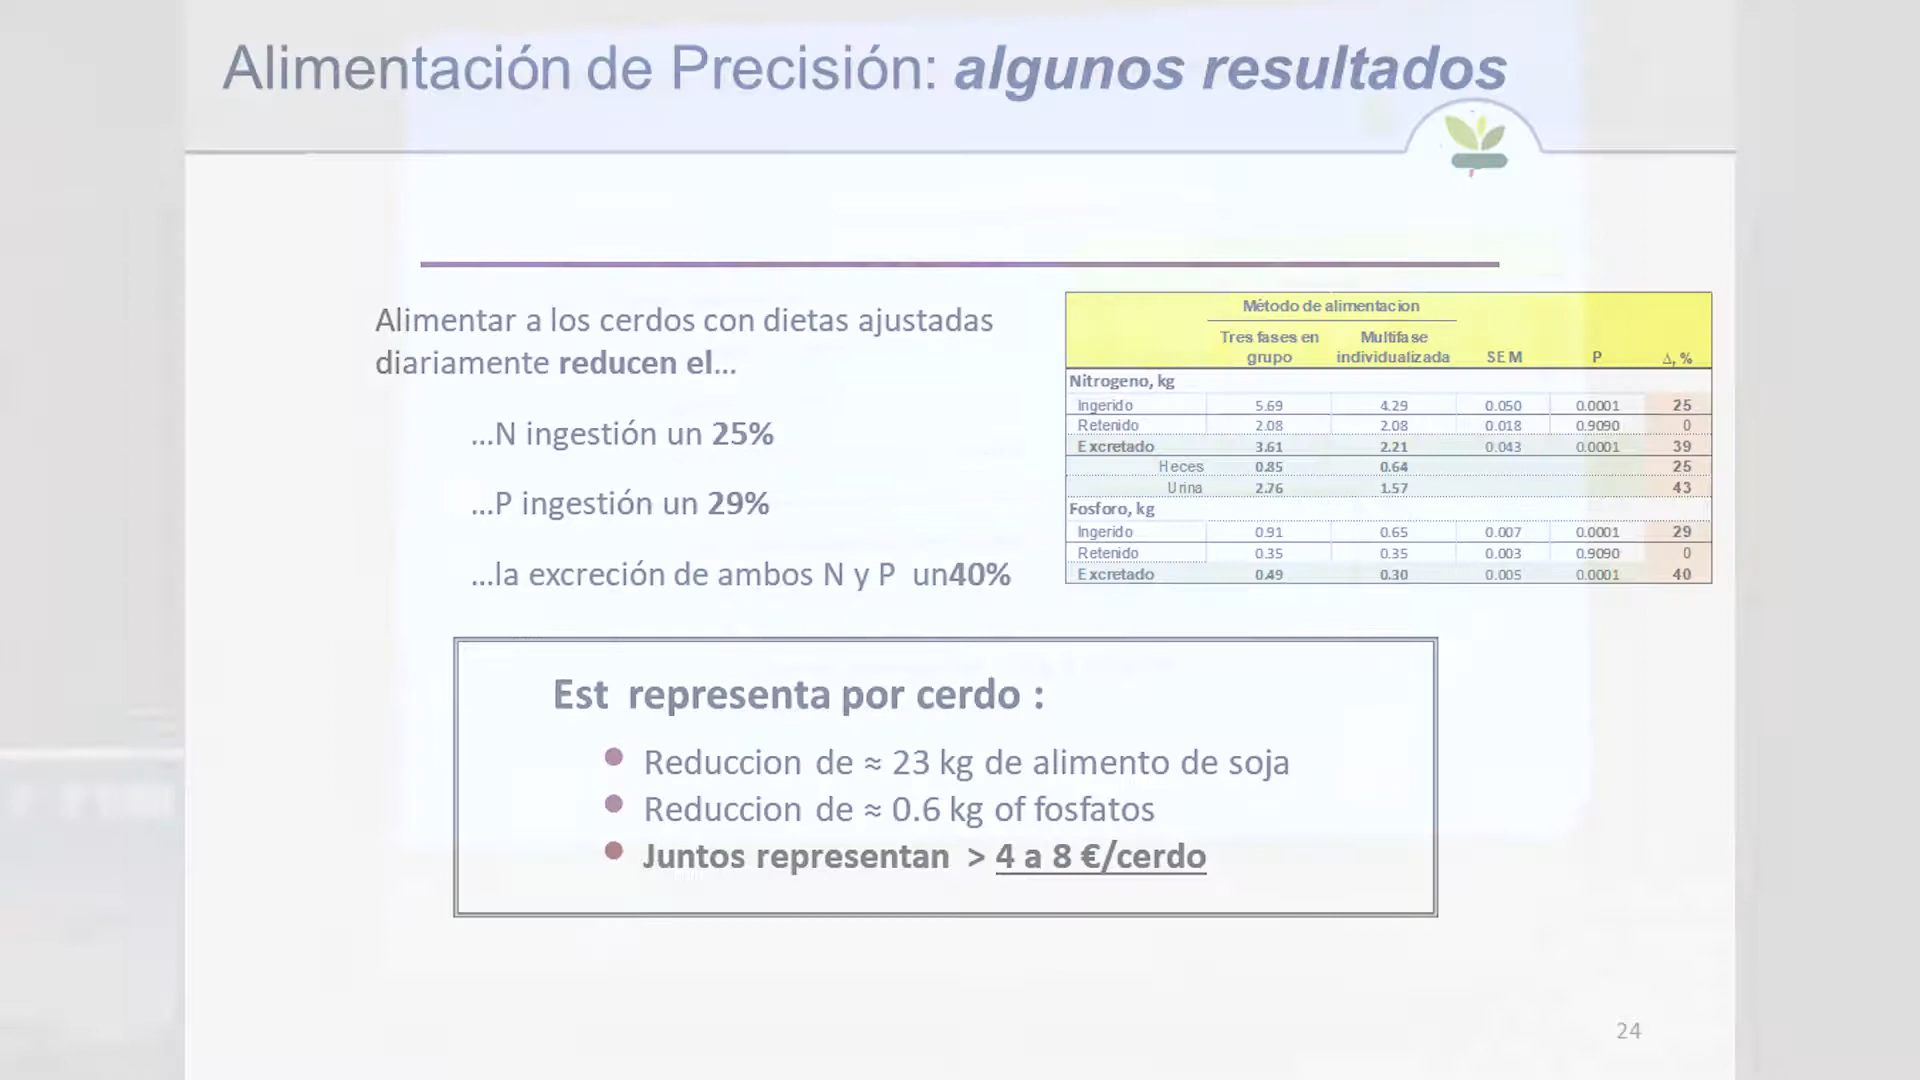 Alimentación de Precisión: algunos resultados
Alimentar a los cerdos con dietas ajustadas
diariamente reducen el...
...N ingestión un 25%
...P ingestión un 29%
...la excreción de ambos N y P un40%
Método de alimentacion
Tres fases en grupo Multifase individualizada SEM P Δ, %
Nitrogeno, kg
Ingerido 5.69 4.29 0.050 0.0001 25
Retenido 2.08 2.08 0.018 0.9090 0
Excretado 3.61 2.21 0.043 0.0001 39
Heces 0.85 0.64 25
Urina 2.76 1.57 43
Fosforo, kg
Ingerido 0.91 0.65 0.007 0.0001 29
Retenido 0.35 0.35 0.003 0.9090 0
Excretado 0.49 0.30 0.005 0.0001 40
Est representa por cerdo :
Reduccion de ≈ 23 kg de alimento de soja
Reduccion de ≈ 0.6 kg of fosfatos
Juntos representan > 4 a 8 €/cerdo
24